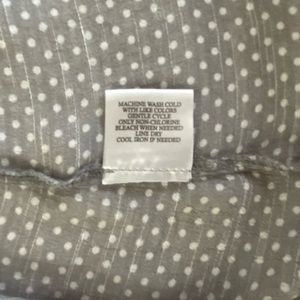 MACHINE WASH COLD
WITH LIKE COLORS
GENTLE CYCLE
ONLY NON-CHLORINE
BLEACH WHEN NEEDED
LINE DRY
COOL IRON IF NEEDED